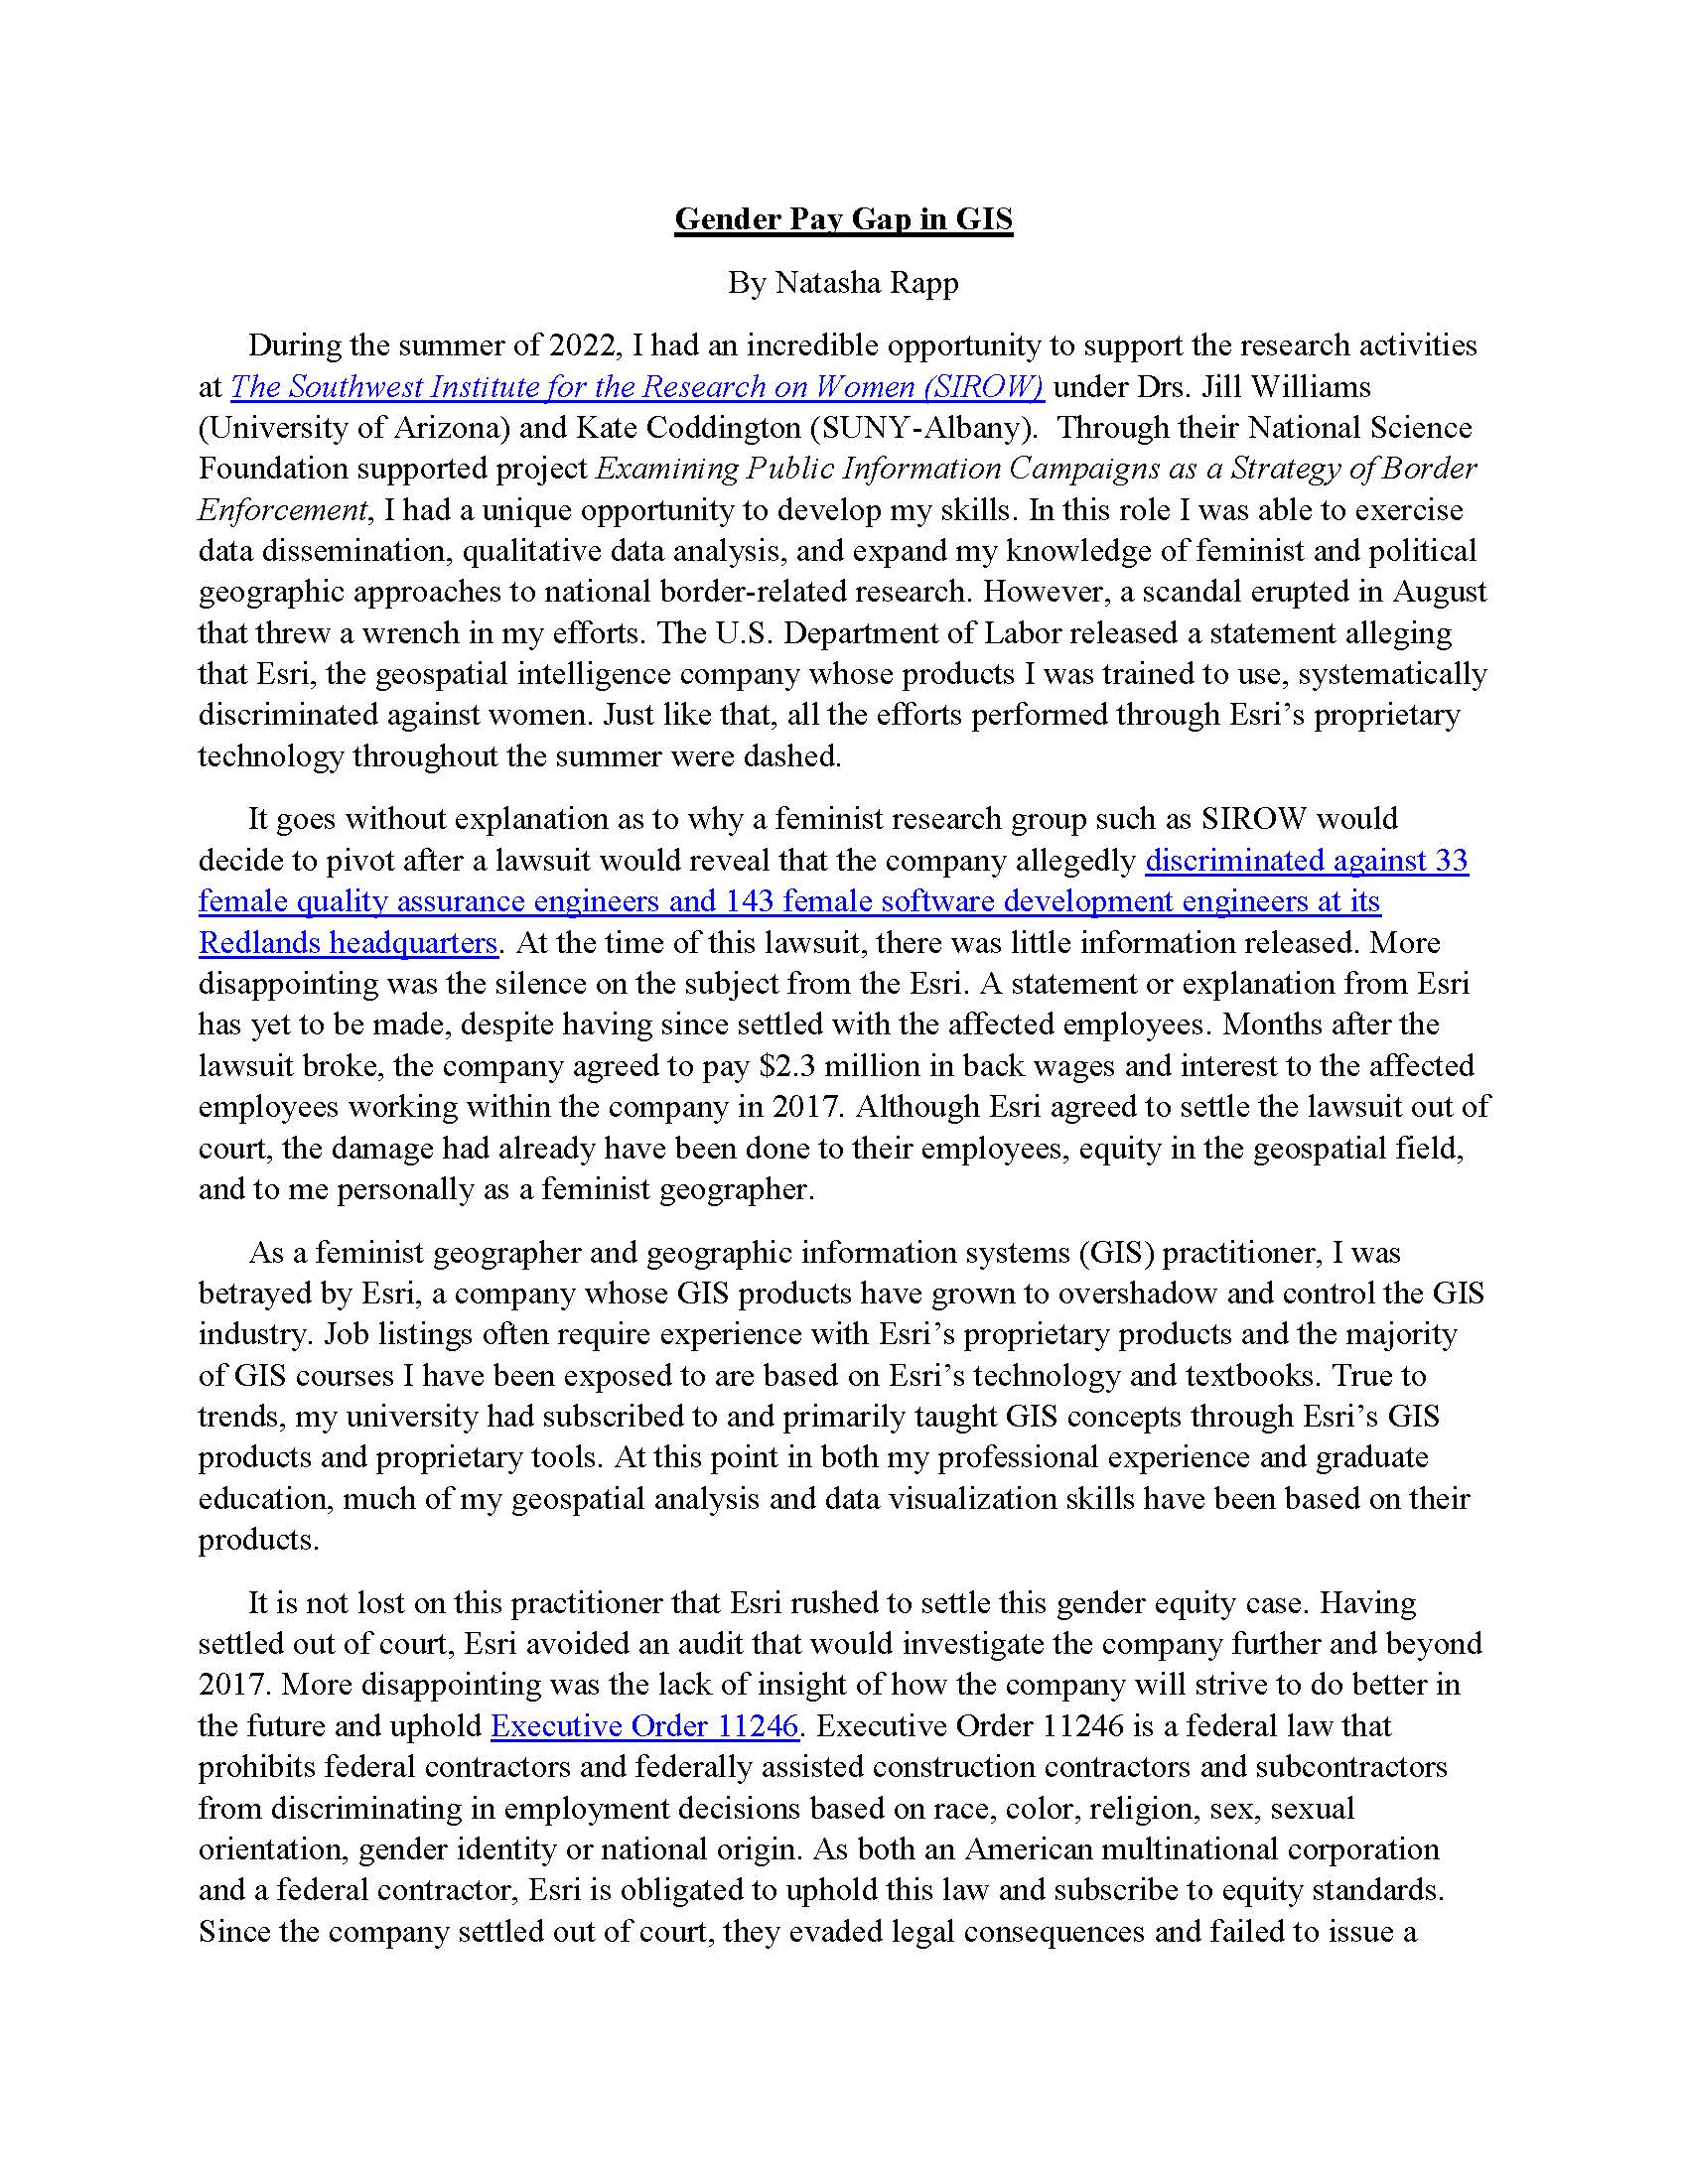 Gender Pay Gap in GIS
By Natasha Rapp
During the summer of 2022, I had an incredible opportunity to support the research activities
at The Southwest Institute for the Research on Women (SIROW) under Drs. Jill Williams
(University of Arizona) and Kate Coddington (SUNY-Albany).  Through their National Science
Foundation supported project Examining Public Information Campaigns as a Strategy of Border
Enforcement, I had a unique opportunity to develop my skills. In this role I was able to exercise
data dissemination, qualitative data analysis, and expand my knowledge of feminist and political
geographic approaches to national border-related research. However, a scandal erupted in August
that threw a wrench in my efforts. The U.S. Department of Labor released a statement alleging
that Esri, the geospatial intelligence company whose products I was trained to use, systematically
discriminated against women. Just like that, all the efforts performed through Esri’s proprietary
technology throughout the summer were dashed.
It goes without explanation as to why a feminist research group such as SIROW would
decide to pivot after a lawsuit would reveal that the company allegedly discriminated against 33
female quality assurance engineers and 143 female software development engineers at its
Redlands headquarters. At the time of this lawsuit, there was little information released. More
disappointing was the silence on the subject from the Esri. A statement or explanation from Esri
has yet to be made, despite having since settled with the affected employees. Months after the
lawsuit broke, the company agreed to pay $2.3 million in back wages and interest to the affected
employees working within the company in 2017. Although Esri agreed to settle the lawsuit out of
court, the damage had already have been done to their employees, equity in the geospatial field,
and to me personally as a feminist geographer.
As a feminist geographer and geographic information systems (GIS) practitioner, I was
betrayed by Esri, a company whose GIS products have grown to overshadow and control the GIS
industry. Job listings often require experience with Esri’s proprietary products and the majority
of GIS courses I have been exposed to are based on Esri’s technology and textbooks. True to
trends, my university had subscribed to and primarily taught GIS concepts through Esri’s GIS
products and proprietary tools. At this point in both my professional experience and graduate
education, much of my geospatial analysis and data visualization skills have been based on their
products.
It is not lost on this practitioner that Esri rushed to settle this gender equity case. Having
settled out of court, Esri avoided an audit that would investigate the company further and beyond
2017. More disappointing was the lack of insight of how the company will strive to do better in
the future and uphold Executive Order 11246. Executive Order 11246 is a federal law that
prohibits federal contractors and federally assisted construction contractors and subcontractors
from discriminating in employment decisions based on race, color, religion, sex, sexual
orientation, gender identity or national origin. As both an American multinational corporation
and a federal contractor, Esri is obligated to uphold this law and subscribe to equity standards.
Since the company settled out of court, they evaded legal consequences and failed to issue a